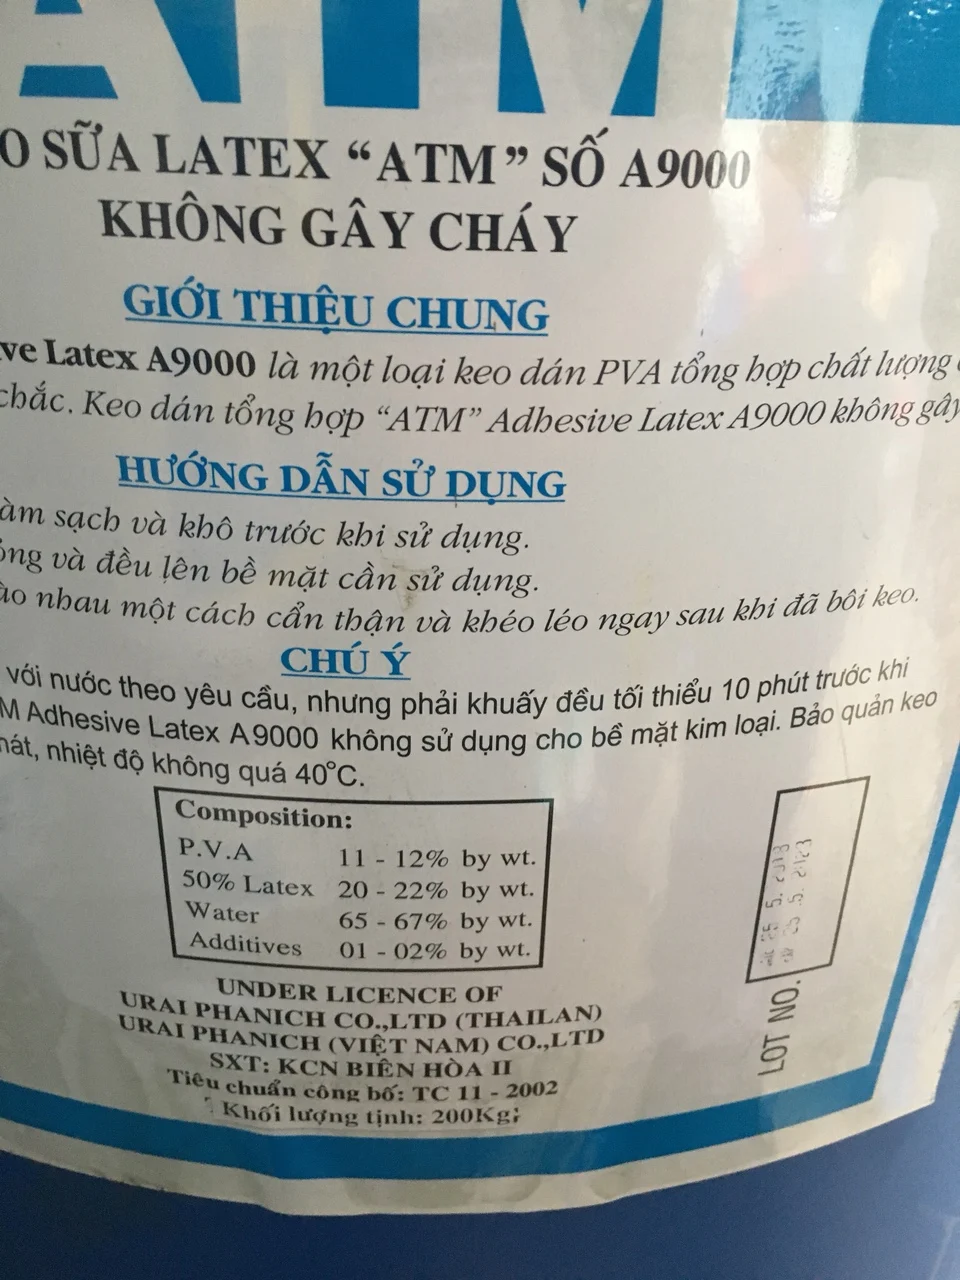 ATM
O SỮA LATEX “ATM” SỐ A9000
KHÔNG GÂY CHÁY
GIỚI THIỆU CHUNG
ve Latex A9000 là một loại keo dán PVA tổng hợp chất lượng
chắc. Keo dán tổng hợp “ATM” Adhesive Latex A9000 không gây
HƯỚNG DẪN SỬ DỤNG
àm sạch và khô trước khi sử dụng.
ỏng và đều lên bề mặt cần sử dụng.
ào nhau một cách cẩn thận và khéo léo ngay sau khi đã bôi keo.
CHÚ Ý
với nước theo yêu cầu, nhưng phải khuấy đều tối thiểu 10 phút trước khi
M Adhesive Latex A9000 không sử dụng cho bề mặt kim loại. Bảo quản keo
mát, nhiệt độ không quá 40°C.
Composition:
P.V.A 11 - 12% by wt.
50% Latex 20 - 22% by wt.
Water 65 - 67% by wt.
Additives 01 - 02% by wt.
UNDER LICENCE OF
URAI PHANICH CO.,LTD (THAILAN)
URAI PHANICH (VIỆT NAM) CO.,LTD
SXT: KCN BIÊN HÒA II
Tiêu chuẩn công bố: TC 11 - 2002
Khối lượng tịnh: 200Kg
LOT NO.